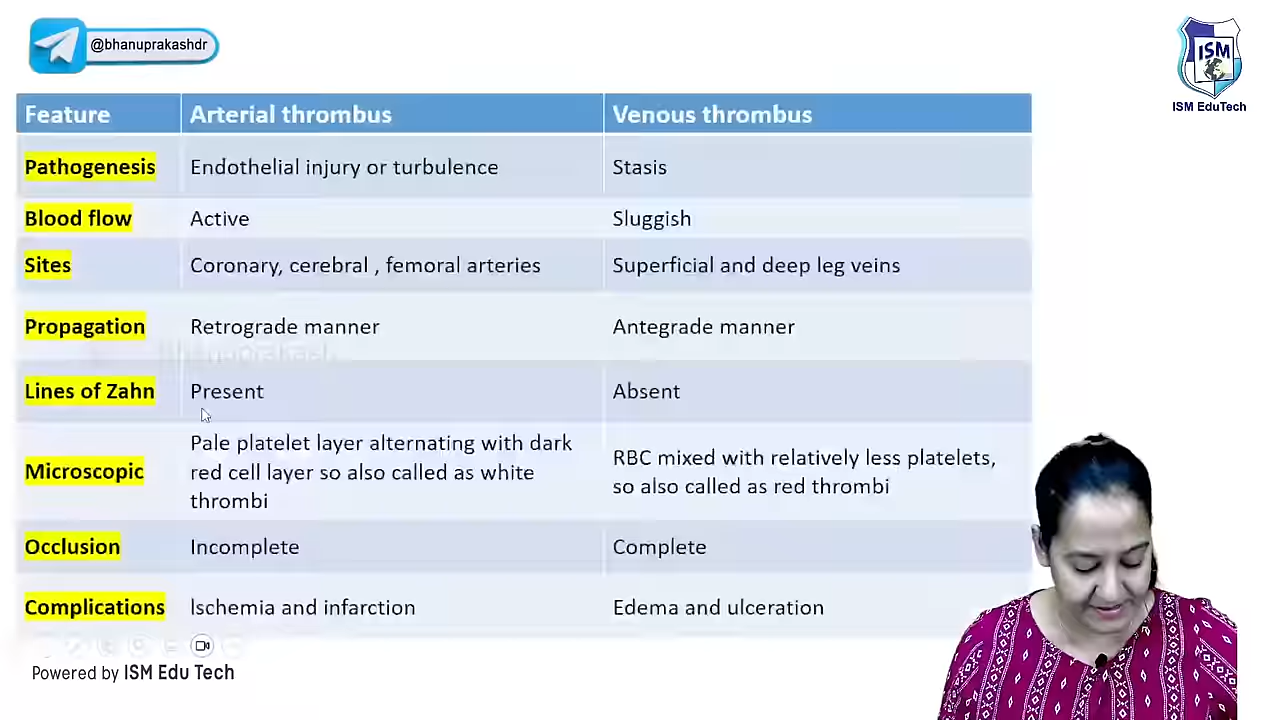 @bhanuprakashdr
ISM
ISM EduTech
Feature Arterial thrombus Venous thrombus
Pathogenesis Endothelial injury or turbulence Stasis
Blood flow Active Sluggish
Sites Coronary, cerebral , femoral arteries Superficial and deep leg veins
Propagation Retrograde manner Antegrade manner
Bhanuprakash
Lines of Zahn Present Absent
Microscopic
Pale platelet layer alternating with dark
red cell layer so also called as white
thrombi
RBC mixed with relatively less platelets,
so also called as red thrombi
Occlusion Incomplete Complete
Complications Ischemia and infarction Edema and ulceration
Powered by ISM Edu Tech